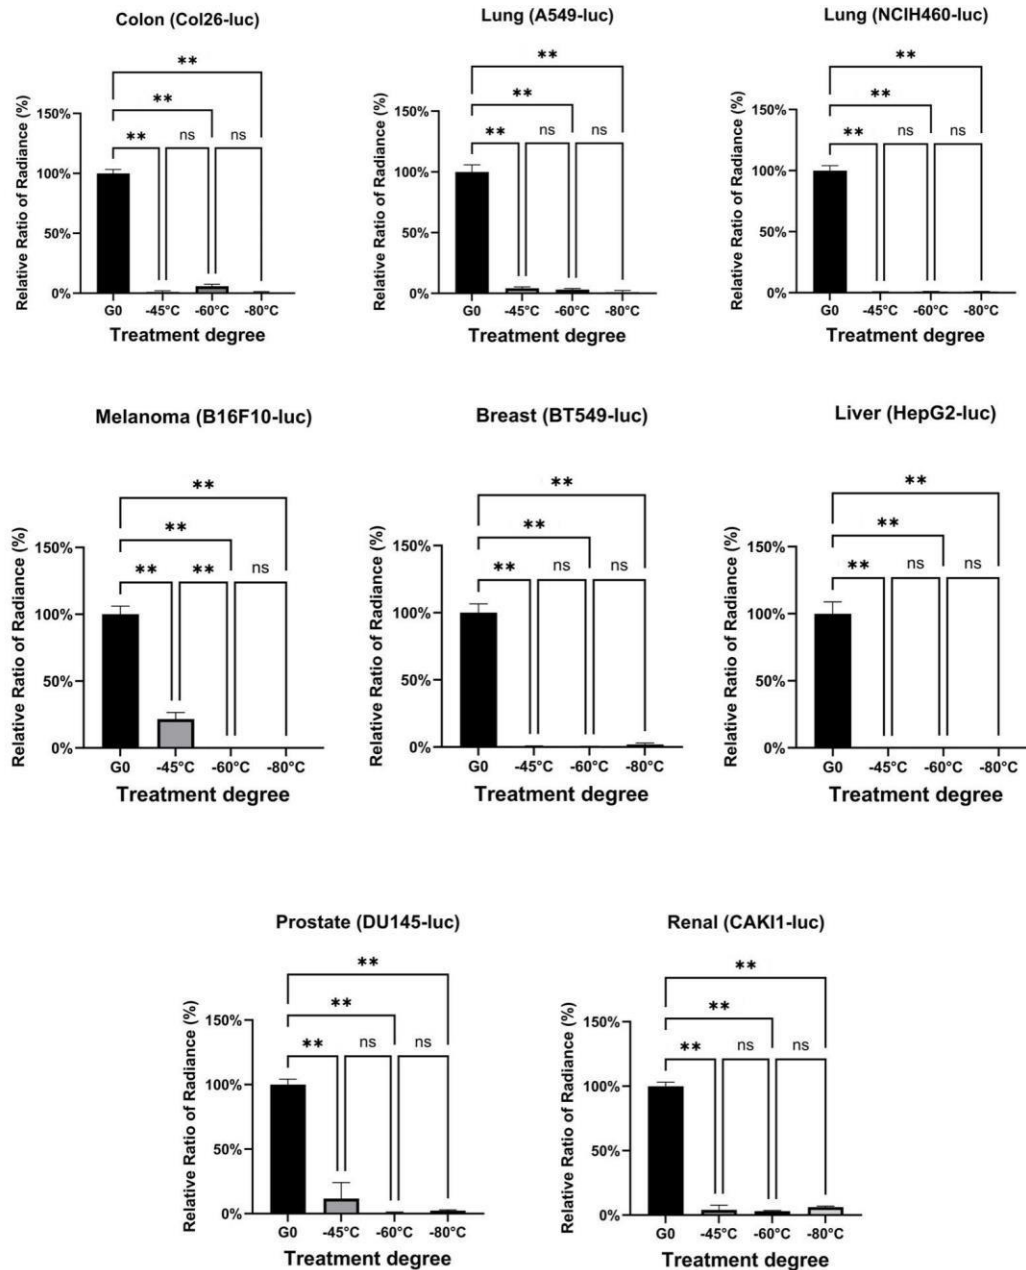 Colon (Col26-luc)
Relative Ratio of Radiance (%)
150%
100%
50%
0%
**
**
** ns ns
G0 -45°C -60°C -80°C
Treatment degree
Lung (A549-luc)
Relative Ratio of Radiance (%)
150%
100%
50%
0%
**
**
** ns ns
G0 -45°C -60°C -80°C
Treatment degree
Lung (NCIH460-luc)
Relative Ratio of Radiance (%)
150%
100%
50%
0%
**
**
** ns ns
G0 -45°C -60°C -80°C
Treatment degree
Melanoma (B16F10-luc)
Relative Ratio of Radiance (%)
150%
100%
50%
0%
**
**
** ** ns
G0 -45°C -60°C -80°C
Treatment degree
Breast (BT549-luc)
Relative Ratio of Radiance (%)
150%
100%
50%
0%
**
**
** ns ns
G0 -45°C -60°C -80°C
Treatment degree
Liver (HepG2-luc)
Relative Ratio of Radiance (%)
150%
100%
50%
0%
**
**
** ns ns
G0 -45°C -60°C -80°C
Treatment degree
Prostate (DU145-luc)
Relative Ratio of Radiance (%)
150%
100%
50%
0%
**
**
** ns ns
G0 -45°C -60°C -80°C
Treatment degree
Renal (CAKI1-luc)
Relative Ratio of Radiance (%)
150%
100%
50%
0%
**
**
** ns ns
G0 -45°C -60°C -80°C
Treatment degree